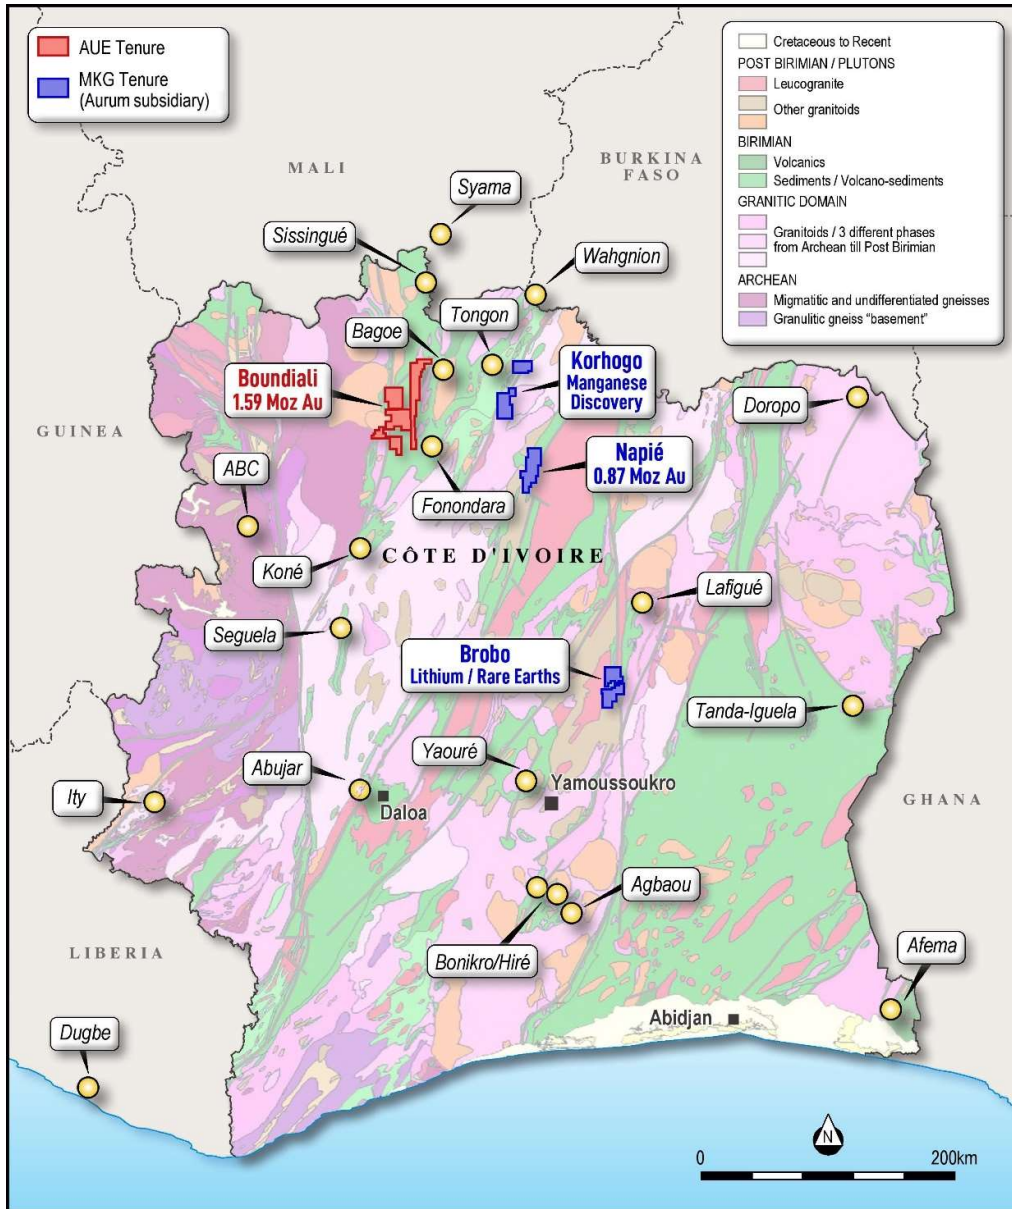 AUE Tenure
MKG Tenure
(Aurum subsidiary)
Cretaceous to Recent
POST BIRIMIAN / PLUTONS
Leucogranite
Other granitoids
BIRIMIAN
Volcanics
Sediments / Volcano-sediments
GRANITIC DOMAIN
Granitoids / 3 different phases
from Archean till Post Birimian
ARCHEAN
Migmatitic and undifferentiated gneisses
Granulitic gneiss "basement"
MALI
BURKINA
FASO
Syama
Sissingué
Wahgnion
Bagoe
Tongon
Boundiali
1.59 Moz Au
Korhogo
Manganese
Discovery
Doropo
GUINEA
ABC
Napié
0.87 Moz Au
Fonondara
CÔTE D'IVOIRE
Koné
Lafigué
Seguela
Brobo
Lithium / Rare Earths
Tanda-Iguela
Yaouré
Abujar
Yamoussoukro
Ity
Daloa
GHANA
Agbaou
Bonikro/Hiré
LIBERIA
Afema
Abidjan
Dugbe
N
0
200km